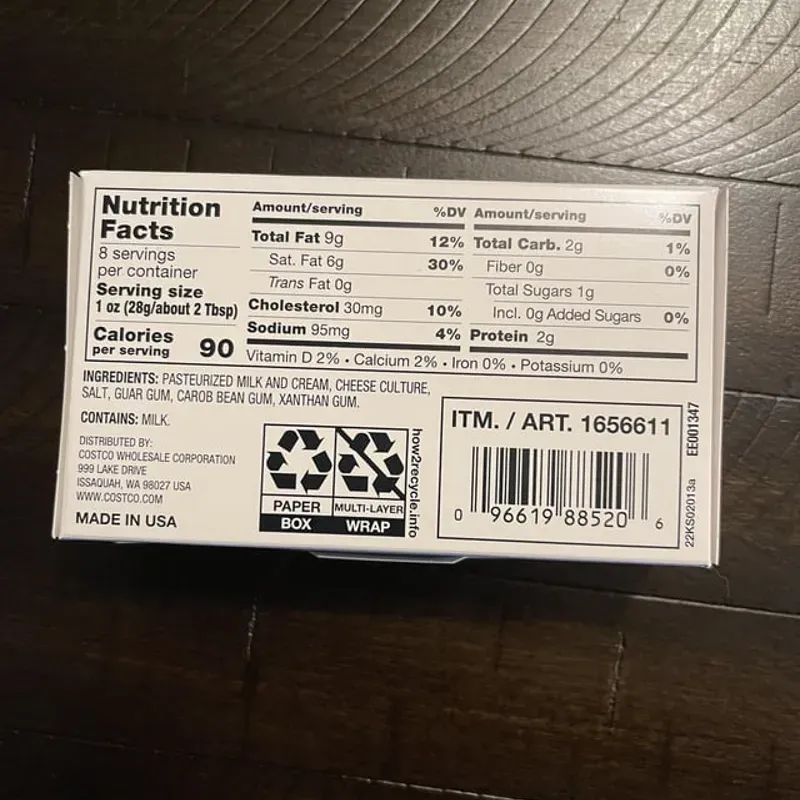 Nutrition
Facts
8 servings
per container
Serving size
1 oz (28g/about 2 Tbsp)
Calories
per serving 90
Amount/serving %DV
Total Fat 9g 12%
Sat. Fat 6g 30%
Trans Fat 0g
Cholesterol 30mg 10%
Sodium 95mg 4%
Amount/serving %DV
Total Carb. 2g 1%
Fiber 0g 0%
Total Sugars 1g
Incl. 0g Added Sugars 0%
Protein 2g
Vitamin D 2% • Calcium 2% • Iron 0% • Potassium 0%
INGREDIENTS: PASTEURIZED MILK AND CREAM, CHEESE CULTURE,
SALT, GUAR GUM, CAROB BEAN GUM, XANTHAN GUM.
CONTAINS: MILK.
DISTRIBUTED BY:
COSTCO WHOLESALE CORPORATION
999 LAKE DRIVE
ISSAQUAH, WA 98027 USA
WWW.COSTCO.COM
MADE IN USA
PAPER
BOX
MULTI-LAYER
WRAP
how2recycle.info
ITM. / ART. 1656611
0 96619 88520 6
22KS02013a
EE001347